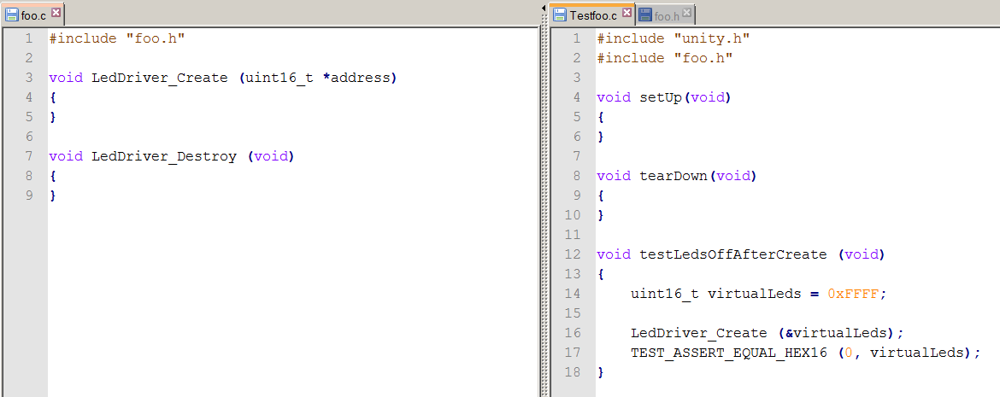 foo.c
1 #include "foo.h"
2
3 void LedDriver_Create (uint16_t *address)
4 {
5 }
6
7 void LedDriver_Destroy (void)
8 {
9 }
Testfoo.c foo.h
1 #include "unity.h"
2 #include "foo.h"
3
4 void setUp(void)
5 {
6 }
7
8 void tearDown(void)
9 {
10 }
11
12 void testLedsOffAfterCreate (void)
13 {
14     uint16_t virtualLeds = 0xFFFF;
15
16     LedDriver_Create (&virtualLeds);
17     TEST_ASSERT_EQUAL_HEX16 (0, virtualLeds);
18 }